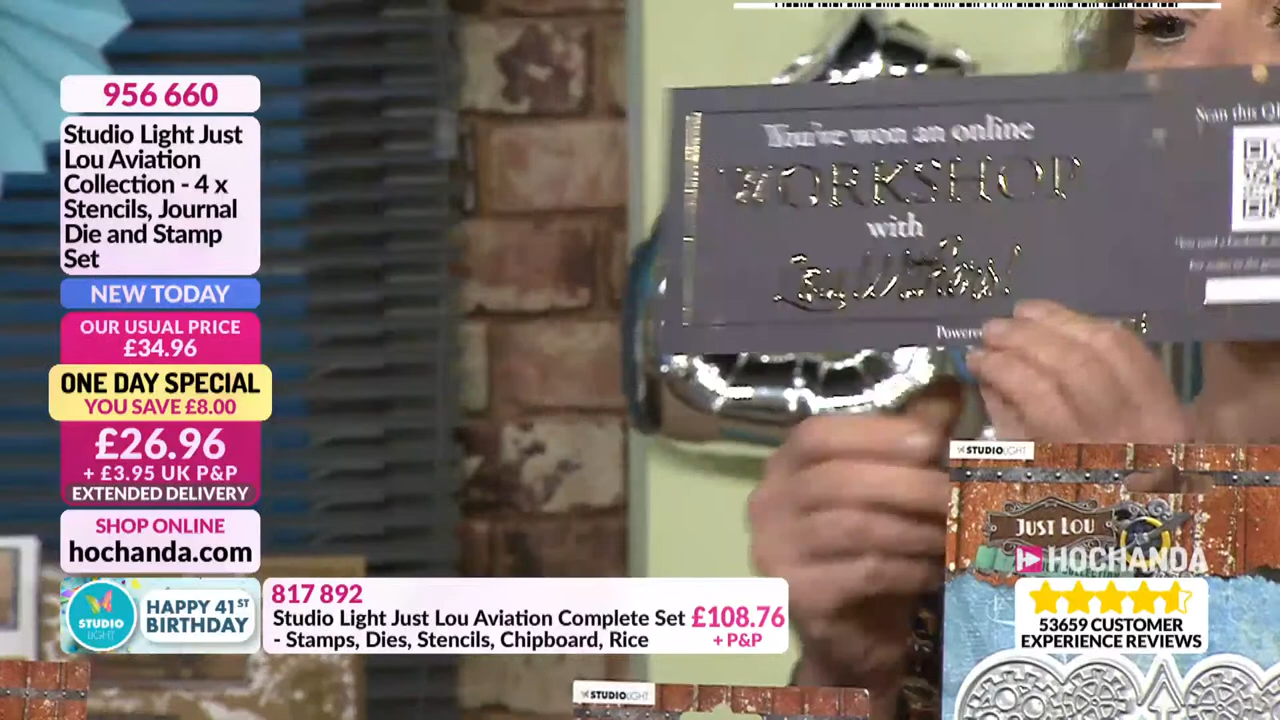 956 660
Studio Light Just
Lou Aviation
Collection - 4 x
Stencils, Journal
Die and Stamp
Set
NEW TODAY
OUR USUAL PRICE
£34.96
ONE DAY SPECIAL
YOU SAVE £8.00
£26.96
+ £3.95 UK P&P
EXTENDED DELIVERY
SHOP ONLINE
hochanda.com
STUDIO
LIGHT
HAPPY 41ST
BIRTHDAY
817 892
Studio Light Just Lou Aviation Complete Set
- Stamps, Dies, Stencils, Chipboard, Rice
£108.76
+ P&P
You've won an online
WORKSHOP
with
Scan this
Powered
STUDIOLIGHT
JUST LOU
HOCHANDA
53659 CUSTOMER
EXPERIENCE REVIEWS
STUDIOLIGHT